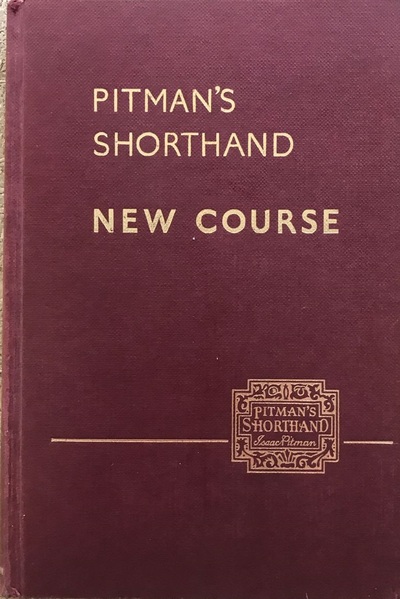 PITMAN'S
SHORTHAND
NEW COURSE
PITMAN'S
SHORTHAND
Isaac Pitman